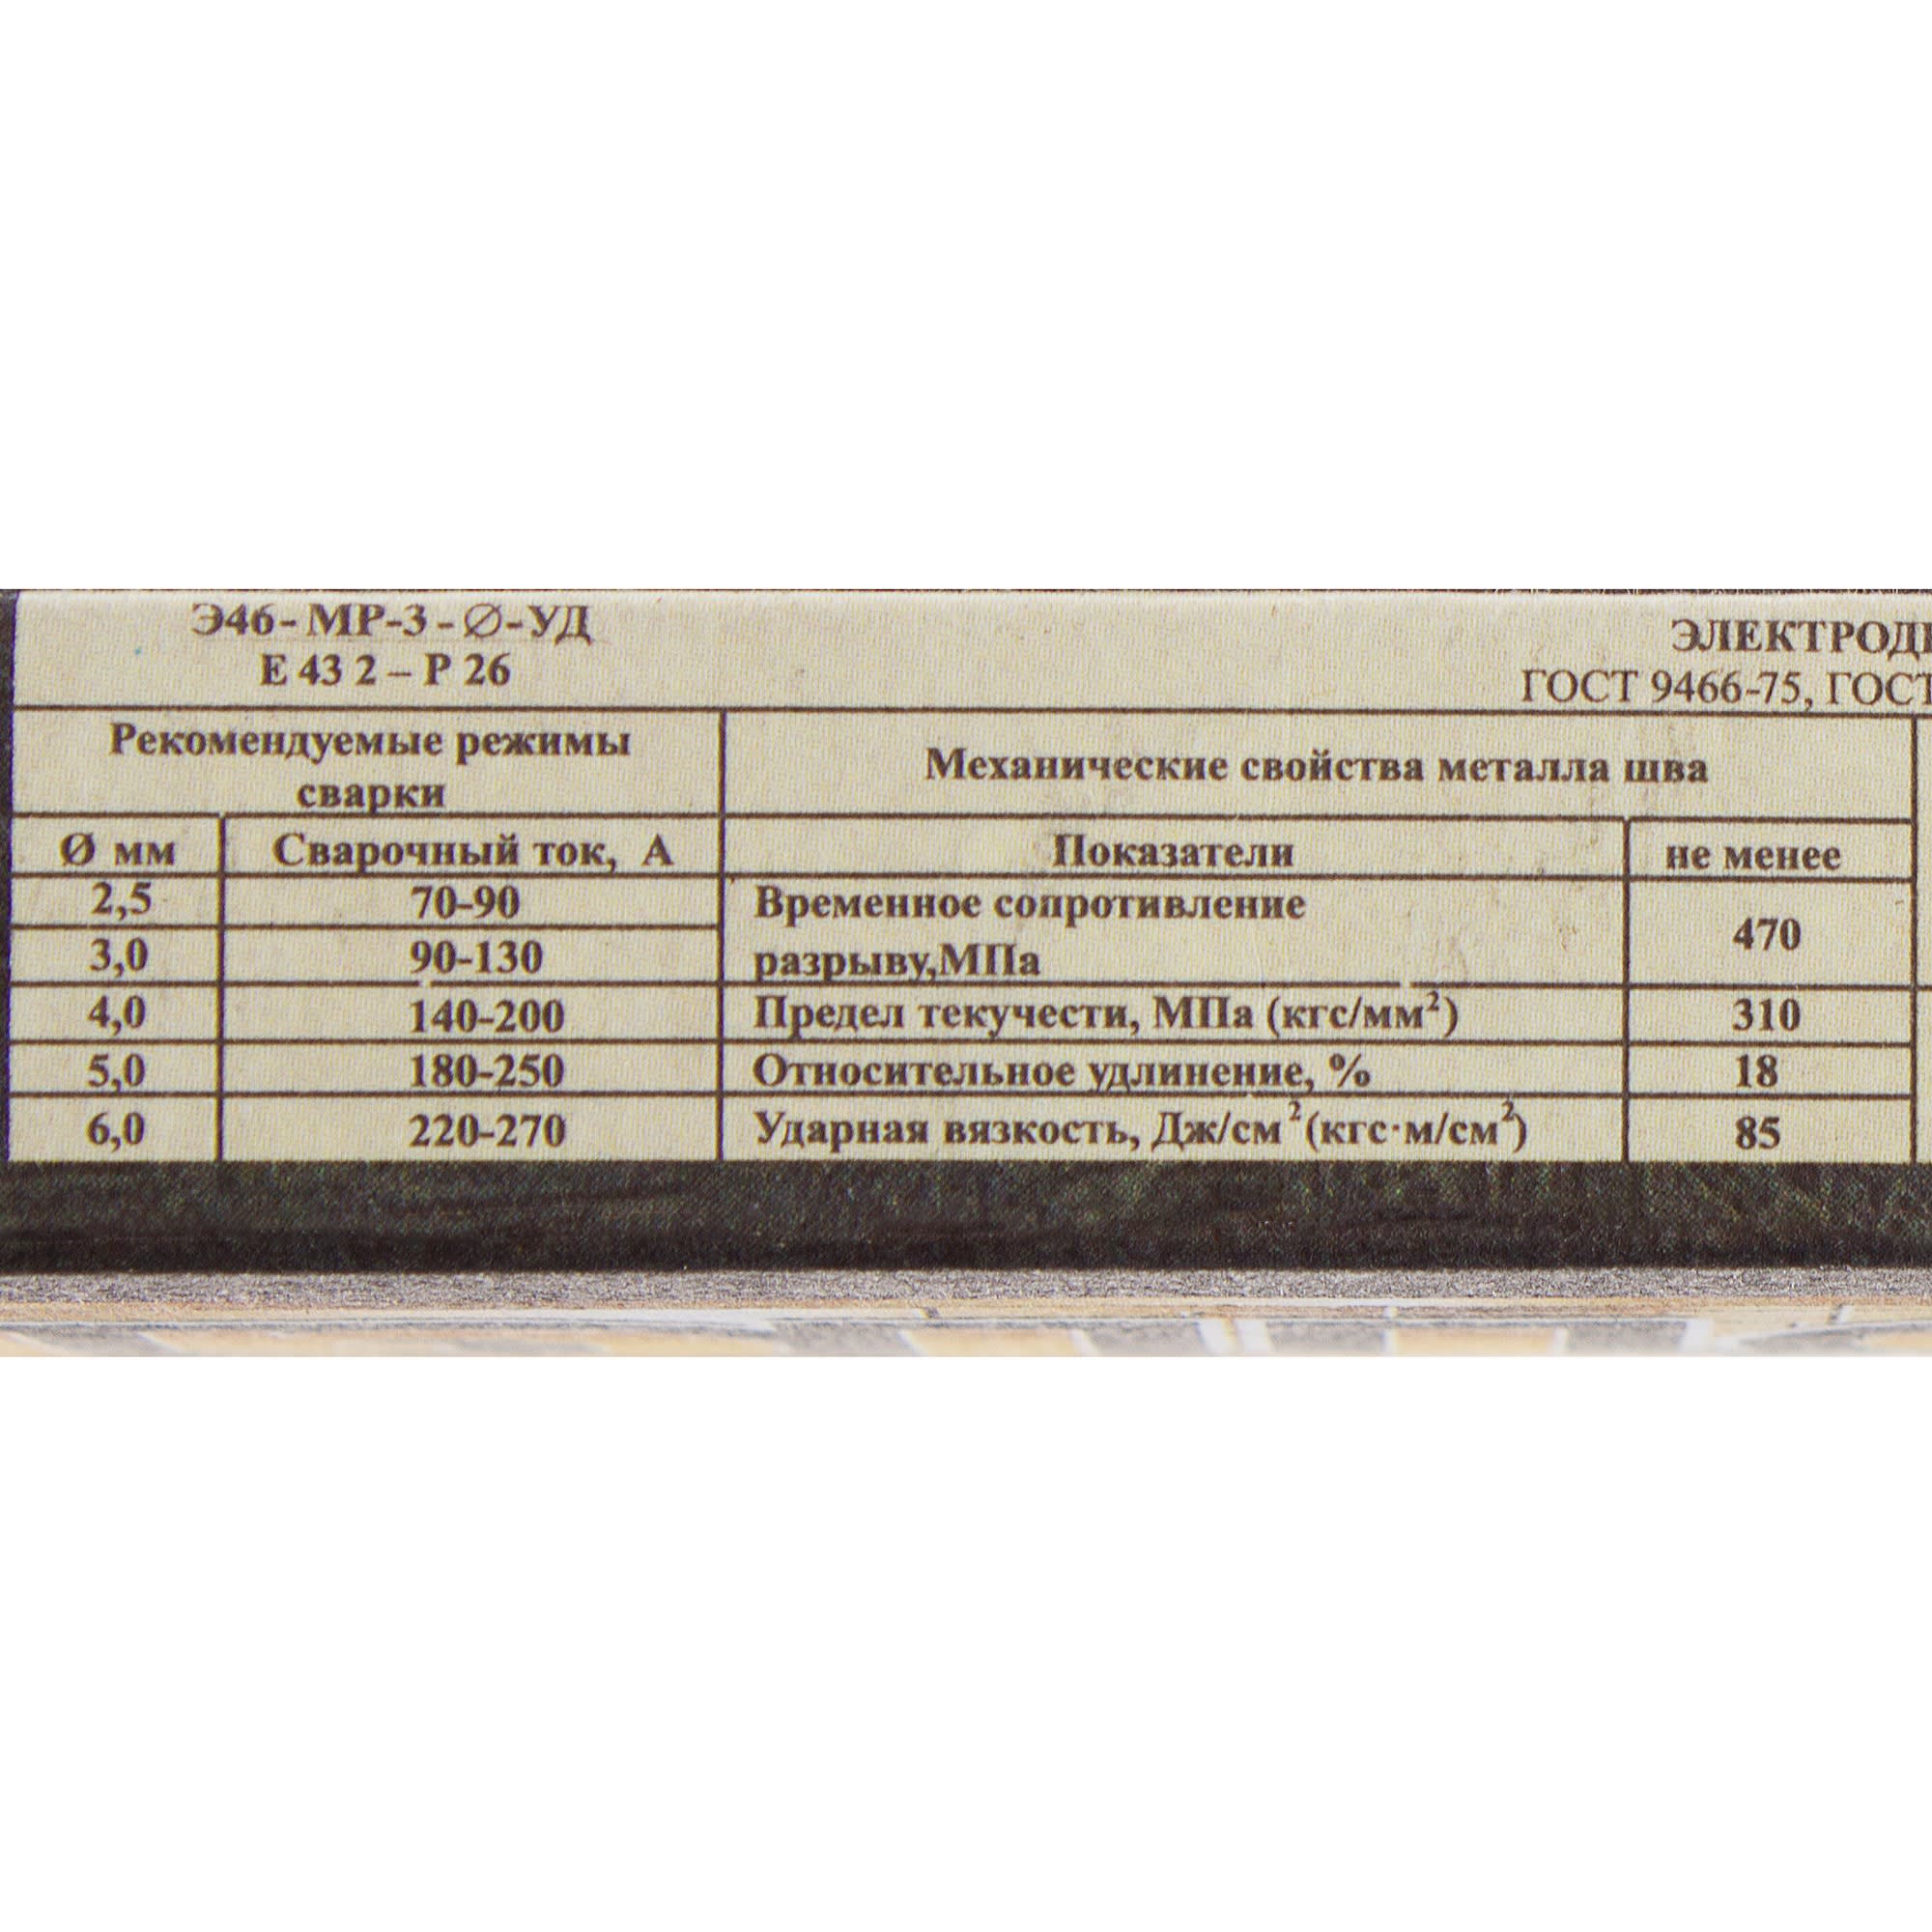 Э46-МР-3-∅-УД
Е 43 2 – Р 26
ГОСТ 9466-75, ГОСТ
Рекомендуемые режимы
сварки
Механические свойства металла шва
Ø мм Сварочный ток, А Показатели не менее
2,5 70-90 Временное сопротивление
470
3,0 90-130 разрыву,МПа
4,0 140-200 Предел текучести, МПа (кгс/мм²) 310
5,0 180-250 Относительное удлинение, % 18
6,0 220-270 Ударная вязкость, Дж/см²(кгс·м/см²) 85